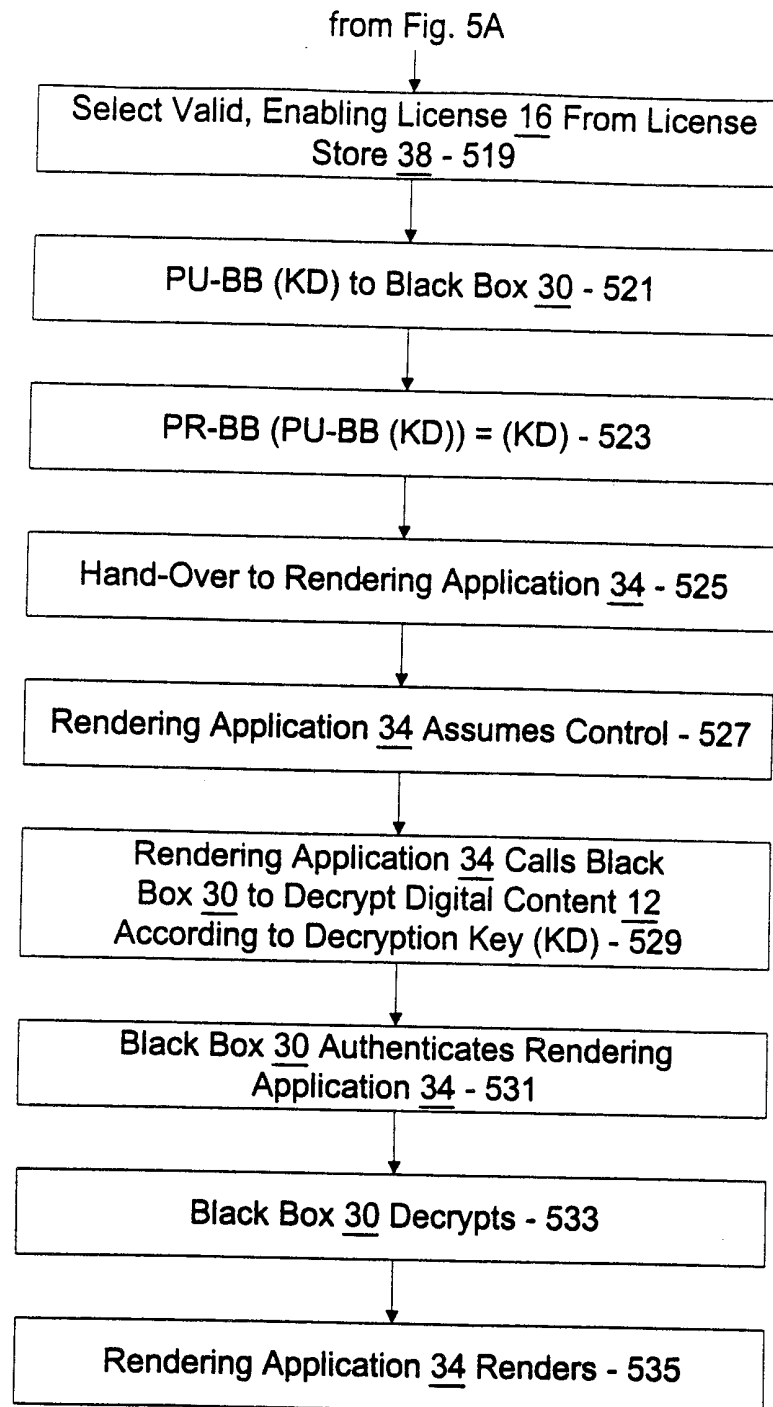 from Fig. 5A
Select Valid, Enabling License 16 From License
Store 38 - 519
PU-BB (KD) to Black Box 30 - 521
PR-BB (PU-BB (KD)) = (KD) - 523
Hand-Over to Rendering Application 34 - 525
Rendering Application 34 Assumes Control - 527
Rendering Application 34 Calls Black
Box 30 to Decrypt Digital Content 12
According to Decryption Key (KD) - 529
Black Box 30 Authenticates Rendering
Application 34 - 531
Black Box 30 Decrypts - 533
Rendering Application 34 Renders - 535